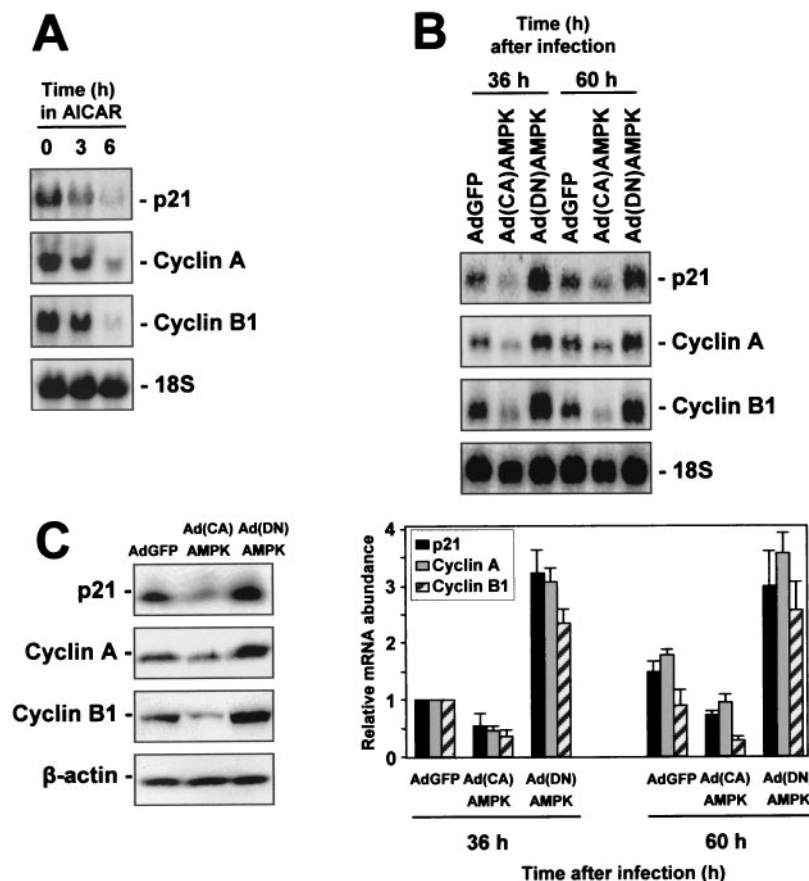 A
Time (h)
in AICAR
0 3 6
- p21
- Cyclin A
- Cyclin B1
- 18S
B
Time (h)
after infection
36 h 60 h
AdGFP Ad(CA)AMPK Ad(DN)AMPK AdGFP Ad(CA)AMPK Ad(DN)AMPK
- p21
- Cyclin A
- Cyclin B1
- 18S
C
AdGFP Ad(CA) AMPK Ad(DN) AMPK
p21 -
Cyclin A -
Cyclin B1 -
β-actin -
Relative mRNA abundance
4
3
2
1
0
p21
Cyclin A
Cyclin B1
AdGFP Ad(CA) Ad(DN) AdGFP Ad(CA) Ad(DN
AMPK AMPK AMPK AMPK
36 h 60 h
Time after infection (h)